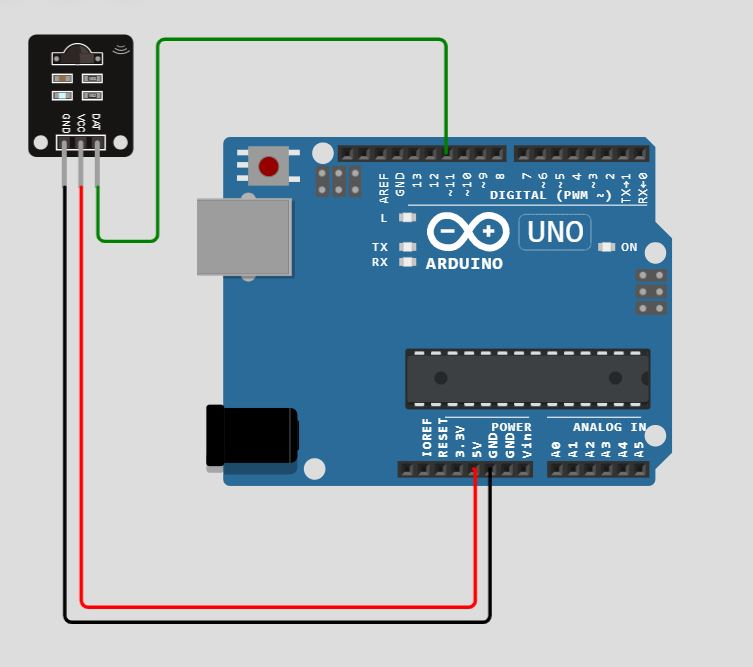 GND
VCC
DAT
AREF
GND
13
12
~11
~10
~9
8
7
~6
~5
4
~3
2
TX→1
RX←0
DIGITAL (PWM ~)
L
TX
RX
UNO
ON
ARDUINO
POWER
ANALOG IN
IOREF
RESET
3.3V
5V
GND
GND
Vin
A0
A1
A2
A3
A4
A5